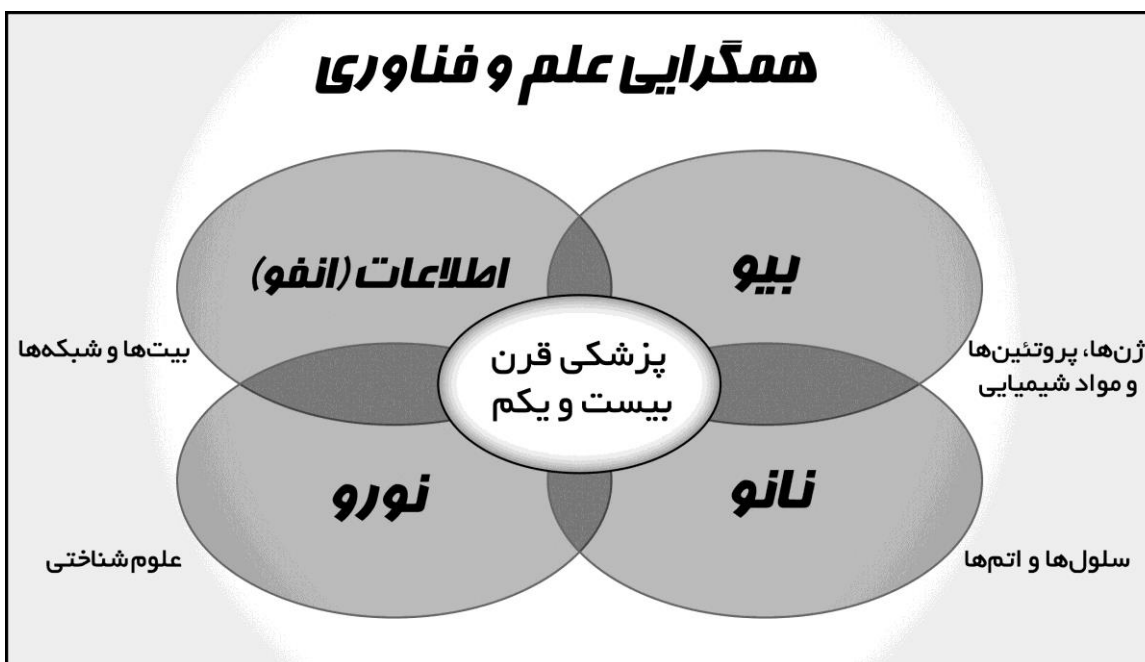 همگرایی علم و فناوری
بیو
اطلاعات (انفو)
ژن‌ها، پروتئین‌ها
و مواد شیمیایی
بیت‌ها و شبکه‌ها
پزشکی قرن
بیست و یکم
نانو
نورو
سلول‌ها و اتم‌ها
علوم شناختی